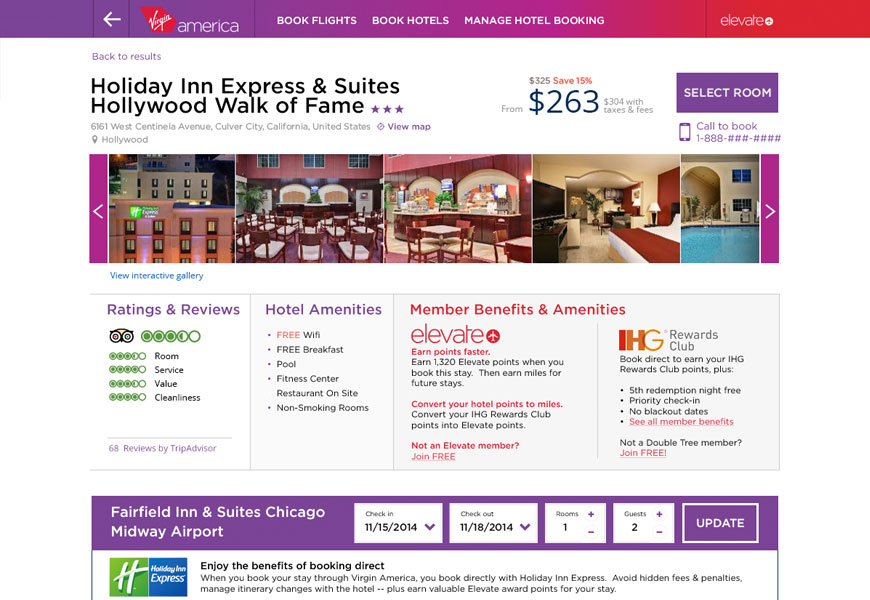 Virgin america
BOOK FLIGHTS BOOK HOTELS MANAGE HOTEL BOOKING
elevate
Back to results
Holiday Inn Express & Suites
Hollywood Walk of Fame
6161 West Centinela Avenue, Culver City, California, United States View map
Hollywood
$325 Save 15%
From $263 $304 with
taxes & fees
SELECT ROOM
Call to book
1-888-###-####
View interactive gallery
Ratings & Reviews
Room
Service
Value
Cleanliness
68 Reviews by TripAdvisor
Hotel Amenities
• FREE Wifi
• FREE Breakfast
• Pool
• Fitness Center
Restaurant On Site
• Non-Smoking Rooms
Member Benefits & Amenities
elevate
Earn points faster.
Earn 1,320 Elevate points when you
book this stay. Then earn miles for
future stays.
Convert your hotel points to miles.
Convert your IHG Rewards Club
points into Elevate points.
Not an Elevate member?
Join FREE
IHG Rewards
Club
Book direct to earn your IHG
Rewards Club points, plus:
• 5th redemption night free
• Priority check-in
• No blackout dates
• See all member benefits
Not a Double Tree member?
Join FREE!
Fairfield Inn & Suites Chicago
Midway Airport
Check in
11/15/2014
Check out
11/18/2014
Rooms +
1 −
Guests +
2 −
UPDATE
Holiday Inn
Express
Enjoy the benefits of booking direct
When you book your stay through Virgin America, you book directly with Holiday Inn Express. Avoid hidden fees & penalties,
manage itinerary changes with the hotel -- plus earn valuable Elevate award points for your stay.